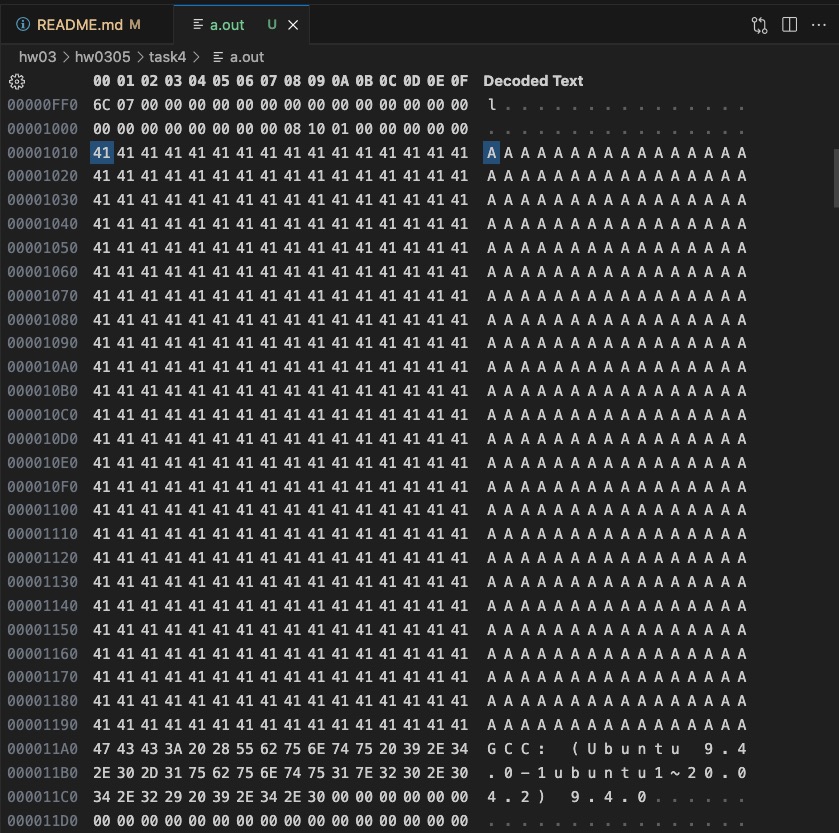 README.md M a.out U
hw03 > hw0305 > task4 > a.out
00 01 02 03 04 05 06 07 08 09 0A 0B 0C 0D 0E 0F Decoded Text
00000FF0 6C 07 00 00 00 00 00 00 00 00 00 00 00 00 00 00 l . . . . . . . . . . . . . . .
00001000 00 00 00 00 00 00 00 00 08 10 01 00 00 00 00 00 . . . . . . . . . . . . . . . .
00001010 41 41 41 41 41 41 41 41 41 41 41 41 41 41 41 41 A A A A A A A A A A A A A A A A
00001020 41 41 41 41 41 41 41 41 41 41 41 41 41 41 41 41 A A A A A A A A A A A A A A A A
00001030 41 41 41 41 41 41 41 41 41 41 41 41 41 41 41 41 A A A A A A A A A A A A A A A A
00001040 41 41 41 41 41 41 41 41 41 41 41 41 41 41 41 41 A A A A A A A A A A A A A A A A
00001050 41 41 41 41 41 41 41 41 41 41 41 41 41 41 41 41 A A A A A A A A A A A A A A A A
00001060 41 41 41 41 41 41 41 41 41 41 41 41 41 41 41 41 A A A A A A A A A A A A A A A A
00001070 41 41 41 41 41 41 41 41 41 41 41 41 41 41 41 41 A A A A A A A A A A A A A A A A
00001080 41 41 41 41 41 41 41 41 41 41 41 41 41 41 41 41 A A A A A A A A A A A A A A A A
00001090 41 41 41 41 41 41 41 41 41 41 41 41 41 41 41 41 A A A A A A A A A A A A A A A A
000010A0 41 41 41 41 41 41 41 41 41 41 41 41 41 41 41 41 A A A A A A A A A A A A A A A A
000010B0 41 41 41 41 41 41 41 41 41 41 41 41 41 41 41 41 A A A A A A A A A A A A A A A A
000010C0 41 41 41 41 41 41 41 41 41 41 41 41 41 41 41 41 A A A A A A A A A A A A A A A A
000010D0 41 41 41 41 41 41 41 41 41 41 41 41 41 41 41 41 A A A A A A A A A A A A A A A A
000010E0 41 41 41 41 41 41 41 41 41 41 41 41 41 41 41 41 A A A A A A A A A A A A A A A A
000010F0 41 41 41 41 41 41 41 41 41 41 41 41 41 41 41 41 A A A A A A A A A A A A A A A A
00001100 41 41 41 41 41 41 41 41 41 41 41 41 41 41 41 41 A A A A A A A A A A A A A A A A
00001110 41 41 41 41 41 41 41 41 41 41 41 41 41 41 41 41 A A A A A A A A A A A A A A A A
00001120 41 41 41 41 41 41 41 41 41 41 41 41 41 41 41 41 A A A A A A A A A A A A A A A A
00001130 41 41 41 41 41 41 41 41 41 41 41 41 41 41 41 41 A A A A A A A A A A A A A A A A
00001140 41 41 41 41 41 41 41 41 41 41 41 41 41 41 41 41 A A A A A A A A A A A A A A A A
00001150 41 41 41 41 41 41 41 41 41 41 41 41 41 41 41 41 A A A A A A A A A A A A A A A A
00001160 41 41 41 41 41 41 41 41 41 41 41 41 41 41 41 41 A A A A A A A A A A A A A A A A
00001170 41 41 41 41 41 41 41 41 41 41 41 41 41 41 41 41 A A A A A A A A A A A A A A A A
00001180 41 41 41 41 41 41 41 41 41 41 41 41 41 41 41 41 A A A A A A A A A A A A A A A A
00001190 41 41 41 41 41 41 41 41 41 41 41 41 41 41 41 41 A A A A A A A A A A A A A A A A
000011A0 47 43 43 3A 20 28 55 62 75 6E 74 75 20 39 2E 34 G C C : ( U b u n t u 9 . 4
000011B0 2E 30 2D 31 75 62 75 6E 74 75 31 7E 32 30 2E 30 . 0 - 1 u b u n t u 1 ~ 2 0 . 0
000011C0 34 2E 32 29 20 39 2E 34 2E 30 00 00 00 00 00 00 4 . 2 ) 9 . 4 . 0 . . . . . .
000011D0 00 00 00 00 00 00 00 00 00 00 00 00 00 00 00 00 . . . . . . . . . . . . . . . .